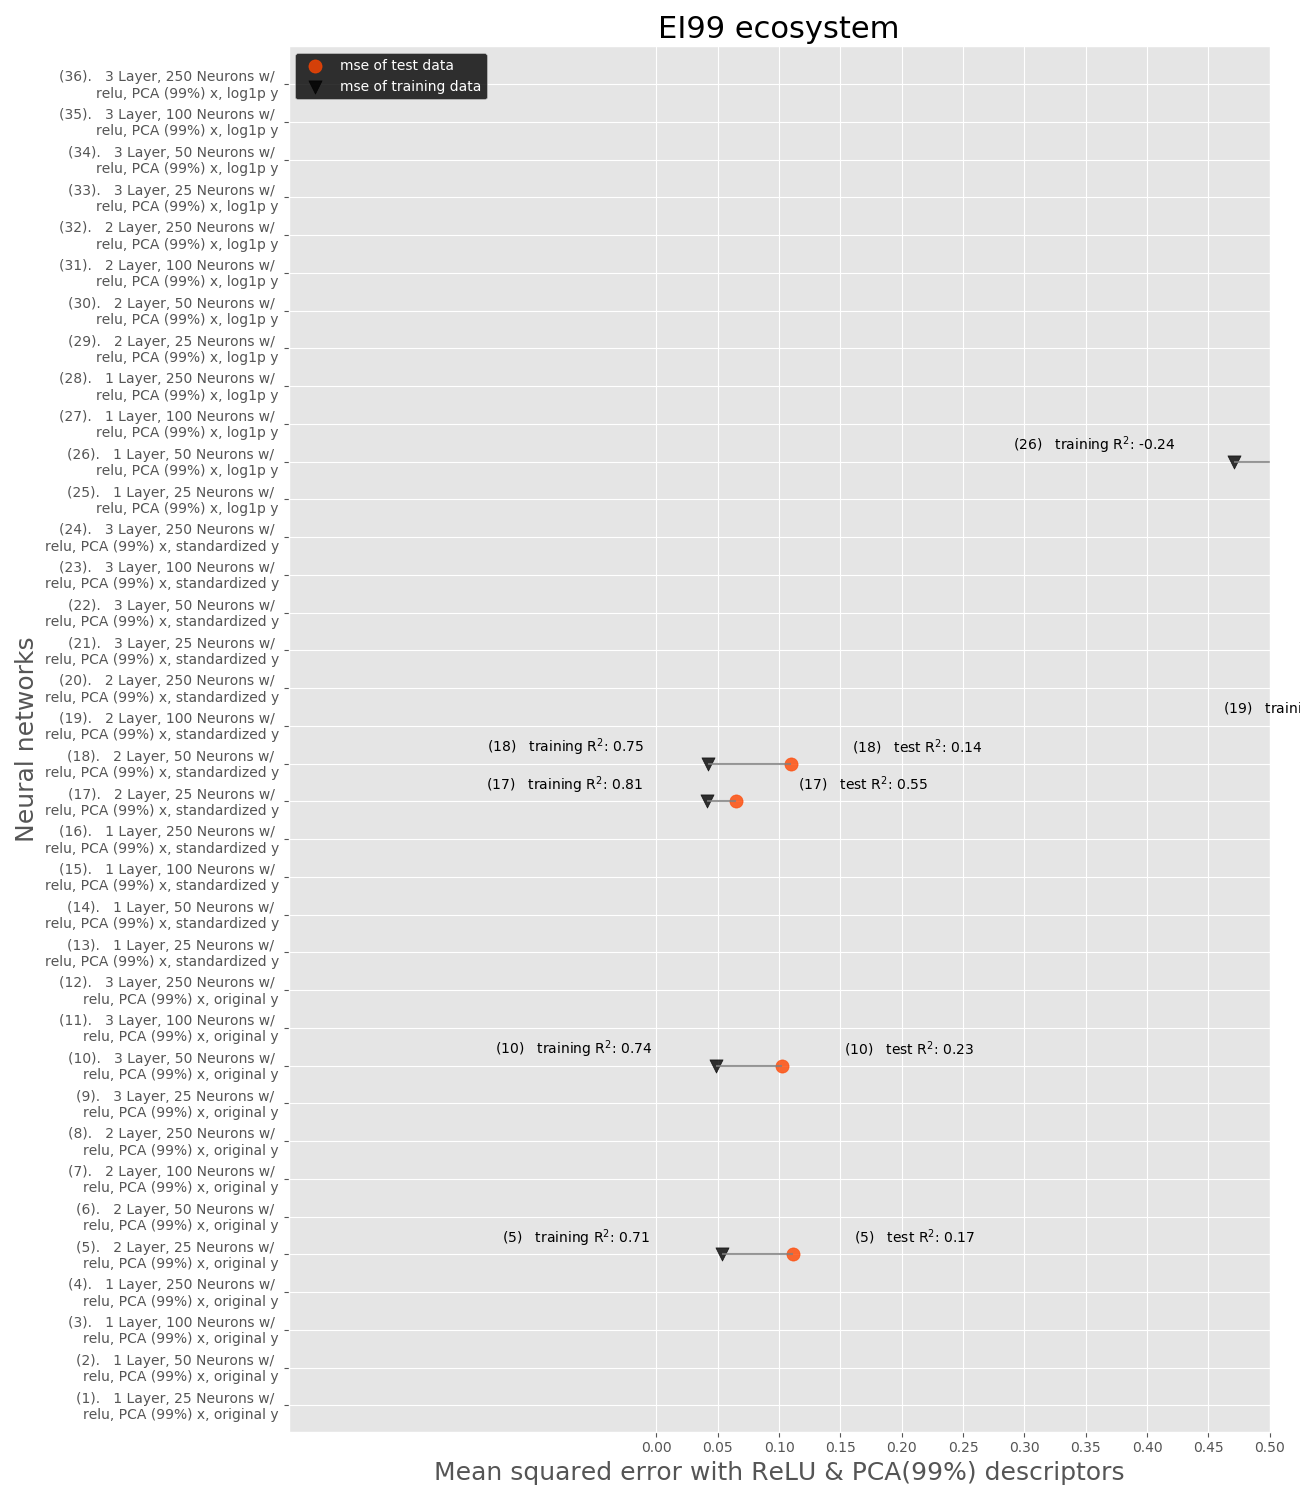 EI99 ecosystem
mse of test data
mse of training data
Neural networks
(36).   3 Layer, 250 Neurons w/
relu, PCA (99%) x, log1p y
(35).   3 Layer, 100 Neurons w/
relu, PCA (99%) x, log1p y
(34).   3 Layer, 50 Neurons w/
relu, PCA (99%) x, log1p y
(33).   3 Layer, 25 Neurons w/
relu, PCA (99%) x, log1p y
(32).   2 Layer, 250 Neurons w/
relu, PCA (99%) x, log1p y
(31).   2 Layer, 100 Neurons w/
relu, PCA (99%) x, log1p y
(30).   2 Layer, 50 Neurons w/
relu, PCA (99%) x, log1p y
(29).   2 Layer, 25 Neurons w/
relu, PCA (99%) x, log1p y
(28).   1 Layer, 250 Neurons w/
relu, PCA (99%) x, log1p y
(27).   1 Layer, 100 Neurons w/
relu, PCA (99%) x, log1p y
(26)   training R²: -0.24
(26).   1 Layer, 50 Neurons w/
relu, PCA (99%) x, log1p y
(25).   1 Layer, 25 Neurons w/
relu, PCA (99%) x, log1p y
(24).   3 Layer, 250 Neurons w/
relu, PCA (99%) x, standardized y
(23).   3 Layer, 100 Neurons w/
relu, PCA (99%) x, standardized y
(22).   3 Layer, 50 Neurons w/
relu, PCA (99%) x, standardized y
(21).   3 Layer, 25 Neurons w/
relu, PCA (99%) x, standardized y
(20).   2 Layer, 250 Neurons w/
relu, PCA (99%) x, standardized y
(19)   traini
(19).   2 Layer, 100 Neurons w/
relu, PCA (99%) x, standardized y
(18)   training R²: 0.75   (18)   test R²: 0.14
(18).   2 Layer, 50 Neurons w/
relu, PCA (99%) x, standardized y
(17)   training R²: 0.81   (17)   test R²: 0.55
(17).   2 Layer, 25 Neurons w/
relu, PCA (99%) x, standardized y
(16).   1 Layer, 250 Neurons w/
relu, PCA (99%) x, standardized y
(15).   1 Layer, 100 Neurons w/
relu, PCA (99%) x, standardized y
(14).   1 Layer, 50 Neurons w/
relu, PCA (99%) x, standardized y
(13).   1 Layer, 25 Neurons w/
relu, PCA (99%) x, standardized y
(12).   3 Layer, 250 Neurons w/
relu, PCA (99%) x, original y
(11).   3 Layer, 100 Neurons w/
relu, PCA (99%) x, original y
(10)   training R²: 0.74   (10)   test R²: 0.23
(10).   3 Layer, 50 Neurons w/
relu, PCA (99%) x, original y
(9).   3 Layer, 25 Neurons w/
relu, PCA (99%) x, original y
(8).   2 Layer, 250 Neurons w/
relu, PCA (99%) x, original y
(7).   2 Layer, 100 Neurons w/
relu, PCA (99%) x, original y
(6).   2 Layer, 50 Neurons w/
relu, PCA (99%) x, original y
(5)   training R²: 0.71   (5)   test R²: 0.17
(5).   2 Layer, 25 Neurons w/
relu, PCA (99%) x, original y
(4).   1 Layer, 250 Neurons w/
relu, PCA (99%) x, original y
(3).   1 Layer, 100 Neurons w/
relu, PCA (99%) x, original y
(2).   1 Layer, 50 Neurons w/
relu, PCA (99%) x, original y
(1).   1 Layer, 25 Neurons w/
relu, PCA (99%) x, original y
0.00 0.05 0.10 0.15 0.20 0.25 0.30 0.35 0.40 0.45 0.50
Mean squared error with ReLU & PCA(99%) descriptors